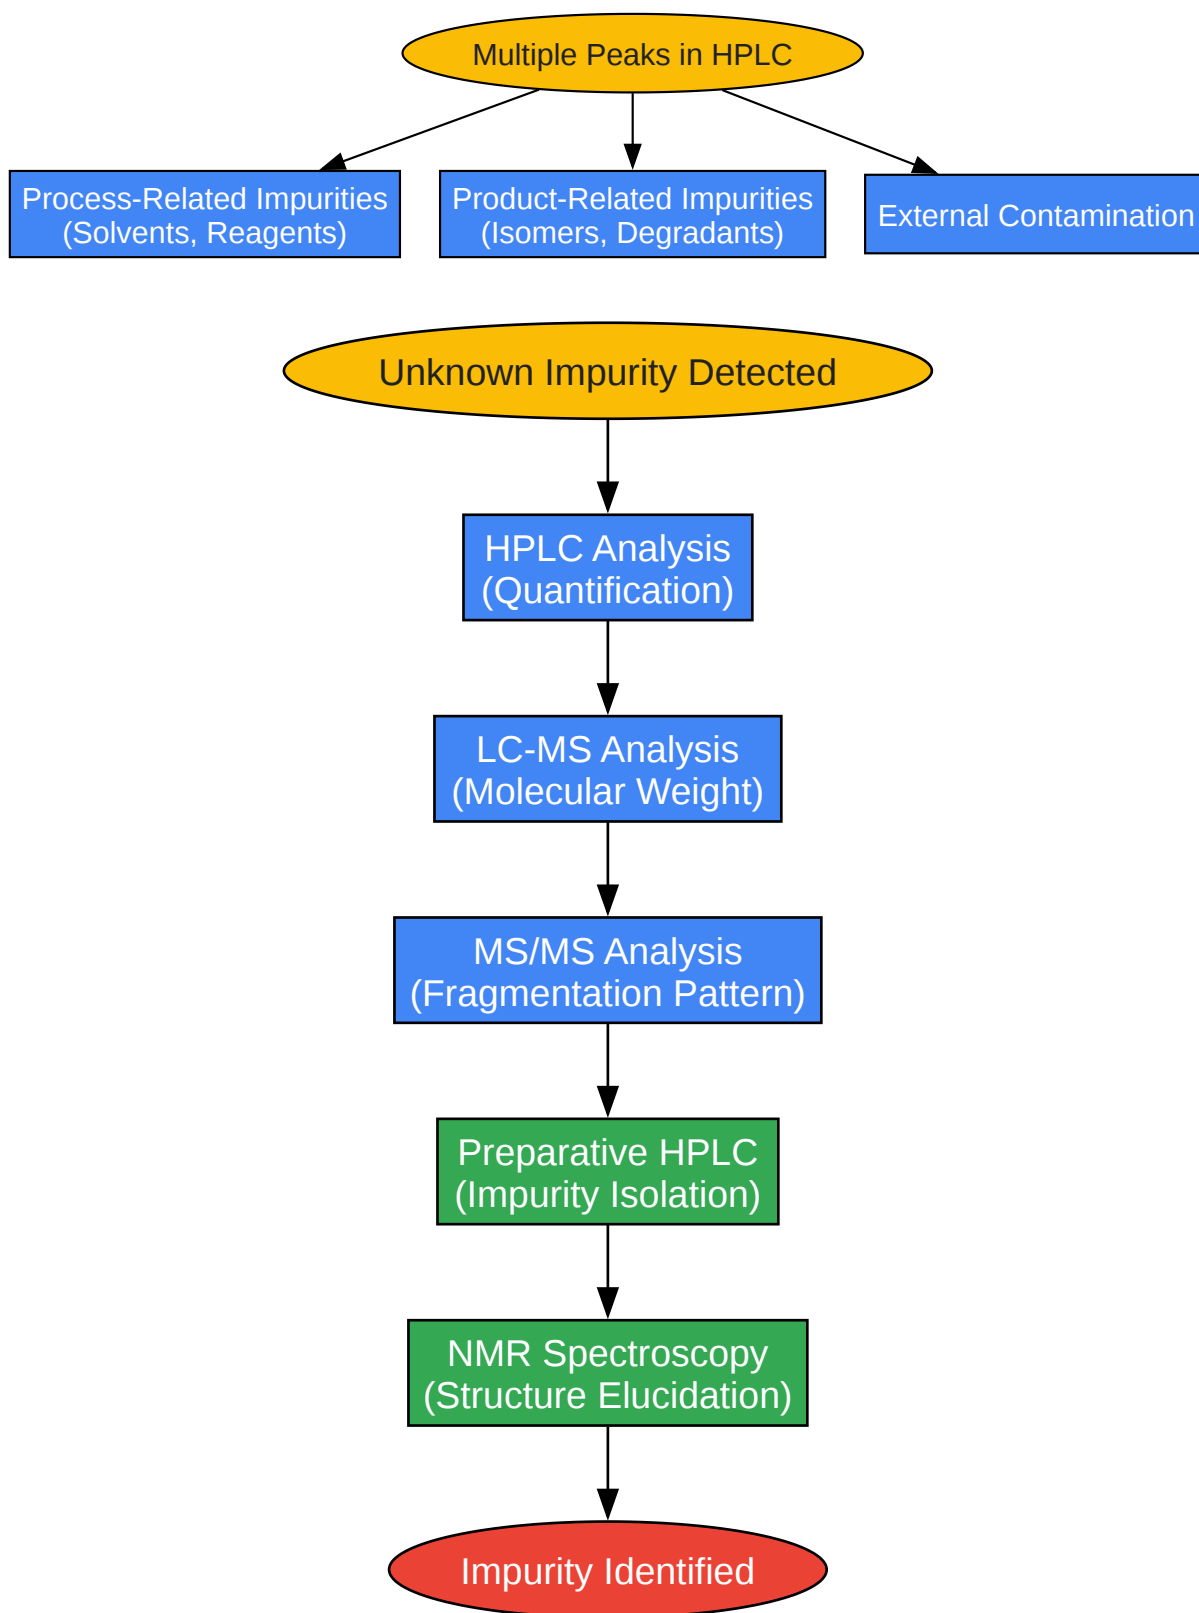 Multiple Peaks in HPLC
Process-Related Impurities
(Solvents, Reagents)
Product-Related Impurities
(Isomers, Degradants)
External Contamination
Unknown Impurity Detected
HPLC Analysis
(Quantification)
LC-MS Analysis
(Molecular Weight)
MS/MS Analysis
(Fragmentation Pattern)
Preparative HPLC
(Impurity Isolation)
NMR Spectroscopy
(Structure Elucidation)
Impurity Identified